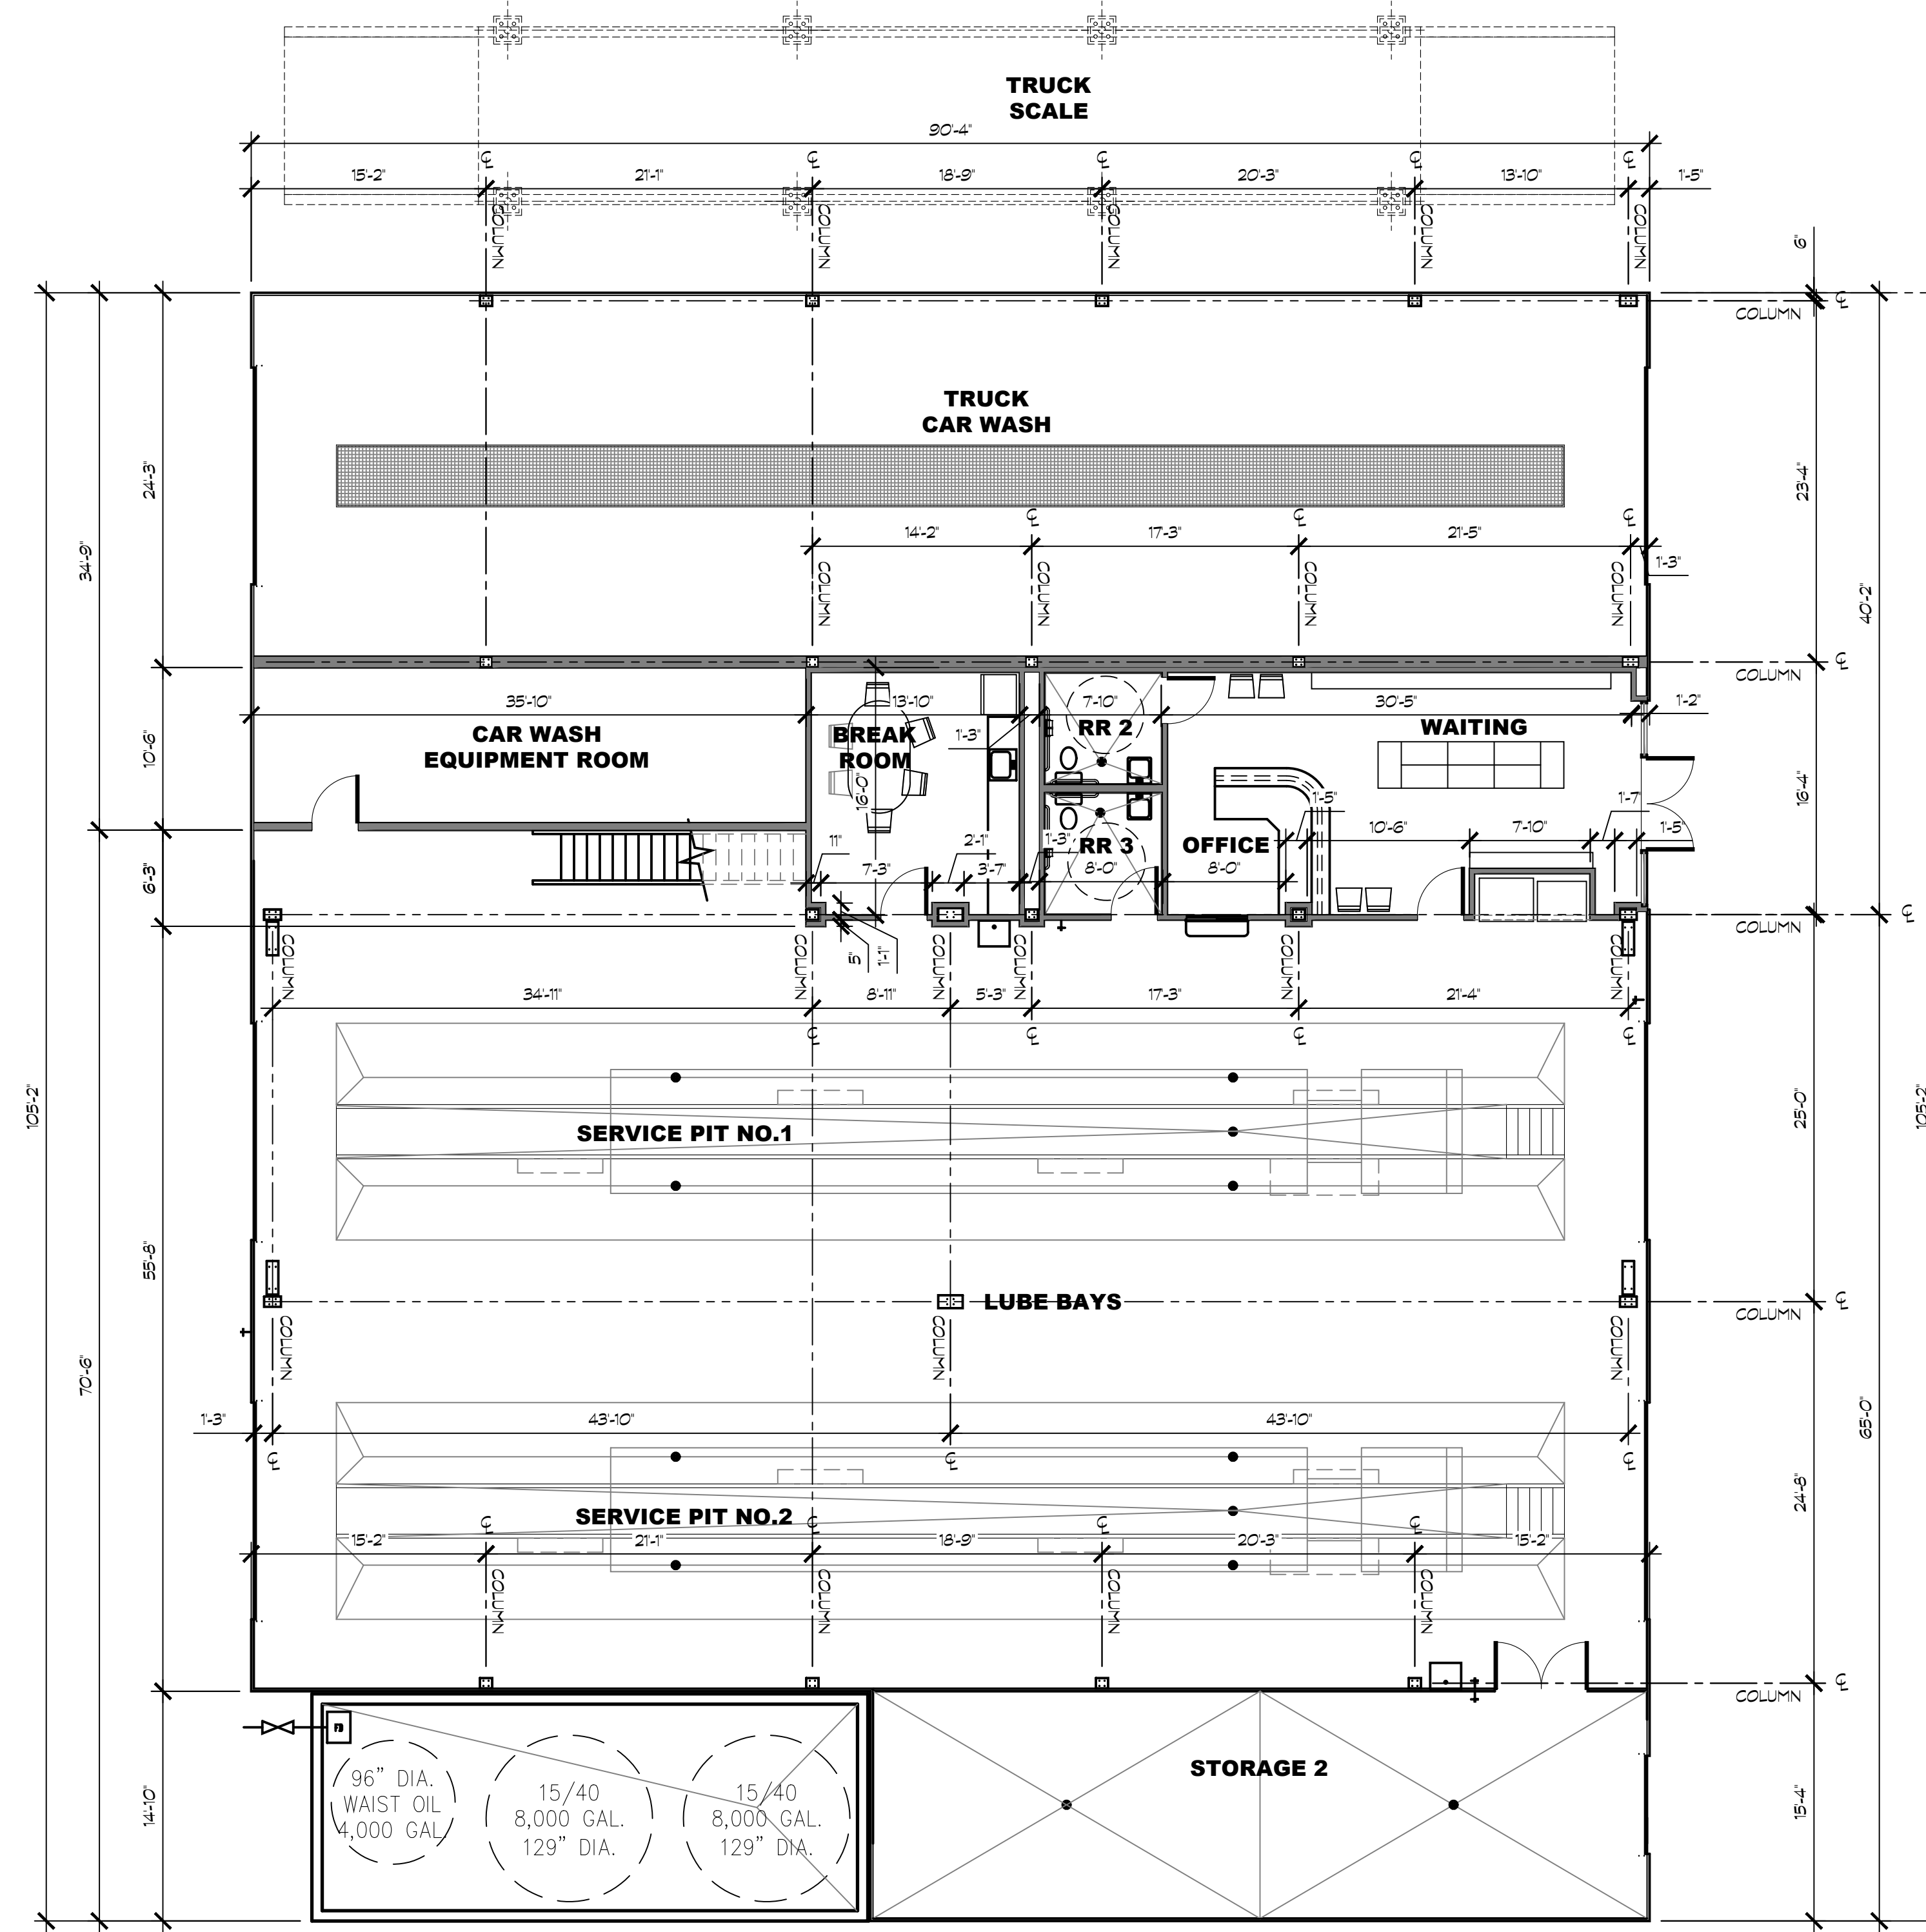 TRUCK
SCALE
90'-4"
℄ ℄ ℄ ℄ ℄
15'-2" 21'-1" 18'-9" 20'-3" 13'-10" 1'-5"
COLUMN COLUMN COLUMN COLUMN COLUMN
6"
℄
COLUMN
TRUCK
CAR WASH
24'-3"
23'-4"
34'-9"
℄ ℄ ℄
14'-2" 17'-3" 21'-5"
1'-3"
COLUMN COLUMN COLUMN COLUMN
40'-2"
℄
COLUMN
35'-10" 13'-10" 7'-10" 30'-5" 1'-2"
CAR WASH
EQUIPMENT ROOM
BREAK
ROOM
1'-3"
RR 2
WAITING
10'-6"
16'-0"
16'-4"
1'-5" 1'-7"
11" 2'-1" 1'-3" 10'-6" 7'-10" 1'-5"
RR 3
OFFICE
7'-3" 3'-7" 8'-0" 8'-0"
6'-3"
℄
℄
COLUMN
5" 1'-1"
COLUMN COLUMN COLUMN COLUMN COLUMN COLUMN
34'-11" 8'-11" 5'-3" 17'-3" 21'-4"
℄ ℄ ℄ ℄
105'-2"
25'-0"
105'-2"
SERVICE PIT NO.1
55'-8"
LUBE BAYS
℄
COLUMN
COLUMN COLUMN COLUMN
70'-6"
65'-0"
1'-3" 43'-10" 43'-10"
℄ ℄ ℄
24'-8"
SERVICE PIT NO.2
℄ ℄ ℄ ℄
15'-2" 21'-1" 18'-9" 20'-3" 15'-2"
COLUMN COLUMN COLUMN COLUMN
℄
COLUMN
FD
STORAGE 2
96” DIA.
WAIST OIL
4,000 GAL.
15/40
8,000 GAL.
129” DIA.
15/40
8,000 GAL.
129” DIA.
14'-10"
15'-4"